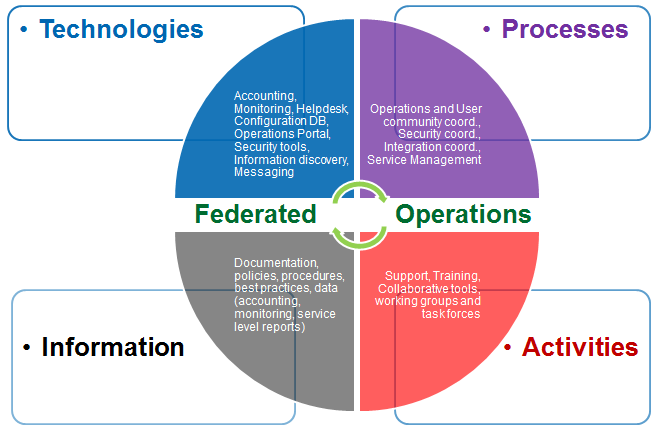 • Technologies
• Processes
Accounting,
Monitoring, Helpdesk,
Configuration DB,
Operations Portal,
Security tools,
Information discovery,
Messaging
Operations and User
community coord.,
Security coord.,
Integration coord.,
Service Management
Federated
Operations
Documentation,
policies, procedures,
best practices, data
(accounting,
monitoring, service
level reports)
Support, Training,
Collaborative tools,
working groups and
task forces
• Information
• Activities